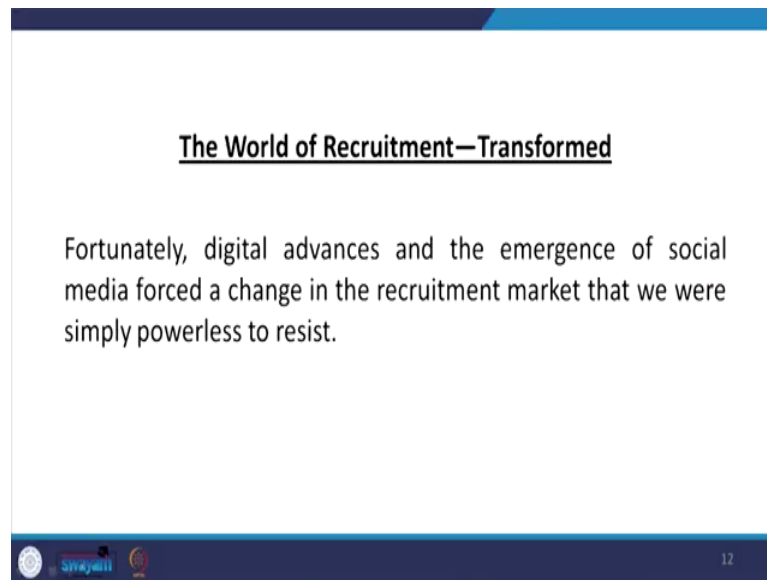 The World of Recruitment—Transformed
Fortunately, digital advances and the emergence of social
media forced a change in the recruitment market that we were
simply powerless to resist.
swayam
12